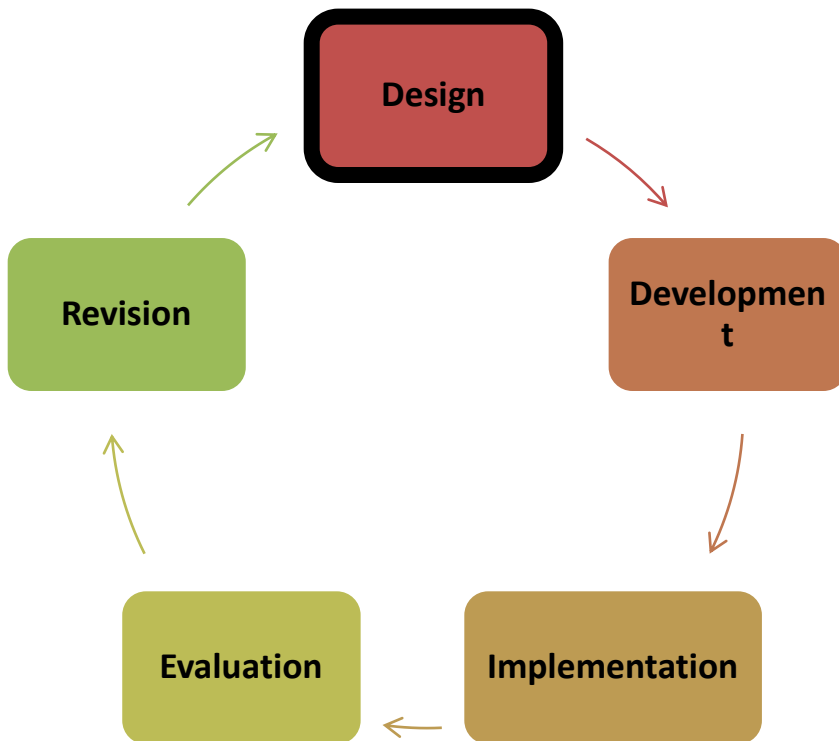 Design
Developmen
t
Implementation
Evaluation
Revision